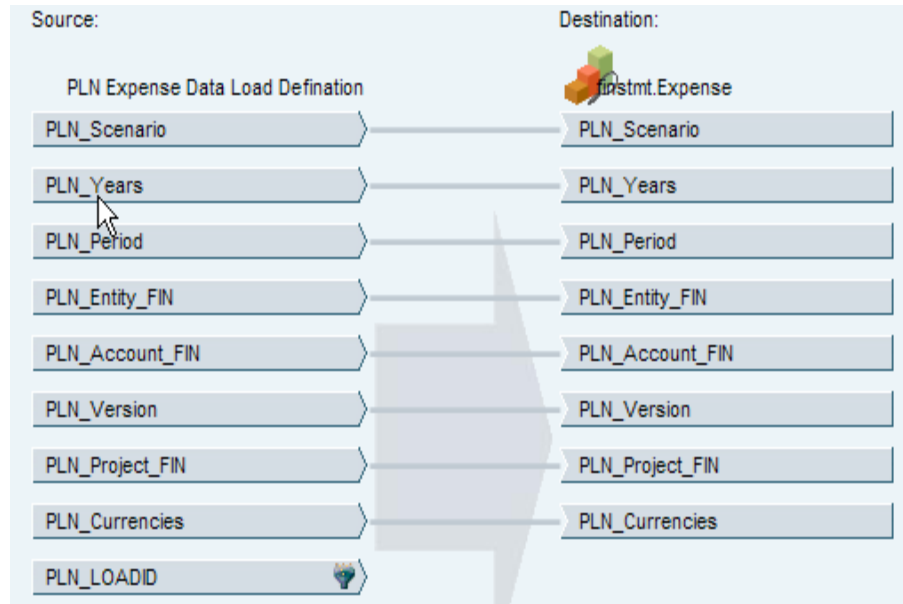 Source:
Destination:
PLN Expense Data Load Defination
finstmt.Expense
PLN_Scenario
PLN_Scenario
PLN_Years
PLN_Years
PLN_Period
PLN_Period
PLN_Entity_FIN
PLN_Entity_FIN
PLN_Account_FIN
PLN_Account_FIN
PLN_Version
PLN_Version
PLN_Project_FIN
PLN_Project_FIN
PLN_Currencies
PLN_Currencies
PLN_LOADID